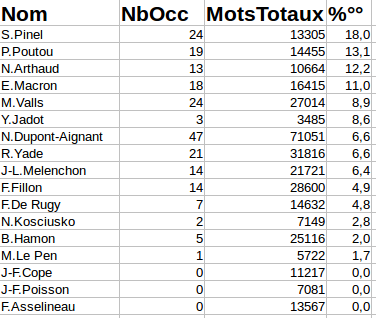 Nom NbOcc MotsTotaux %°°
S.Pinel 24 13305 18,0
P.Poutou 19 14455 13,1
N.Arthaud 13 10664 12,2
E.Macron 18 16415 11,0
M.Valls 24 27014 8,9
Y.Jadot 3 3485 8,6
N.Dupont-Aignant 47 71051 6,6
R.Yade 21 31816 6,6
J-L.Melenchon 14 21721 6,4
F.Fillon 14 28600 4,9
F.De Rugy 7 14632 4,8
N.Kosciusko 2 7149 2,8
B.Hamon 5 25116 2,0
M.Le Pen 1 5722 1,7
J-F.Cope 0 11217 0,0
J-F.Poisson 0 7081 0,0
F.Asselineau 0 13567 0,0